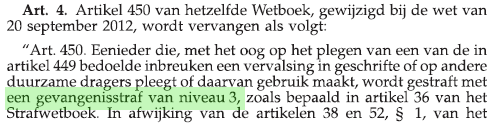 Art. 4. Artikel 450 van hetzelfde Wetboek, gewijzigd bij de wet van
20 september 2012, wordt vervangen als volgt:
“Art. 450. Eenieder die, met het oog op het plegen van een van de in
artikel 449 bedoelde inbreuken een vervalsing in geschrifte of op andere
duurzame dragers pleegt of daarvan gebruik maakt, wordt gestraft met
een gevangenisstraf van niveau 3, zoals bepaald in artikel 36 van het
Strafwetboek. In afwijking van de artikelen 38 en 52, § 1, van het